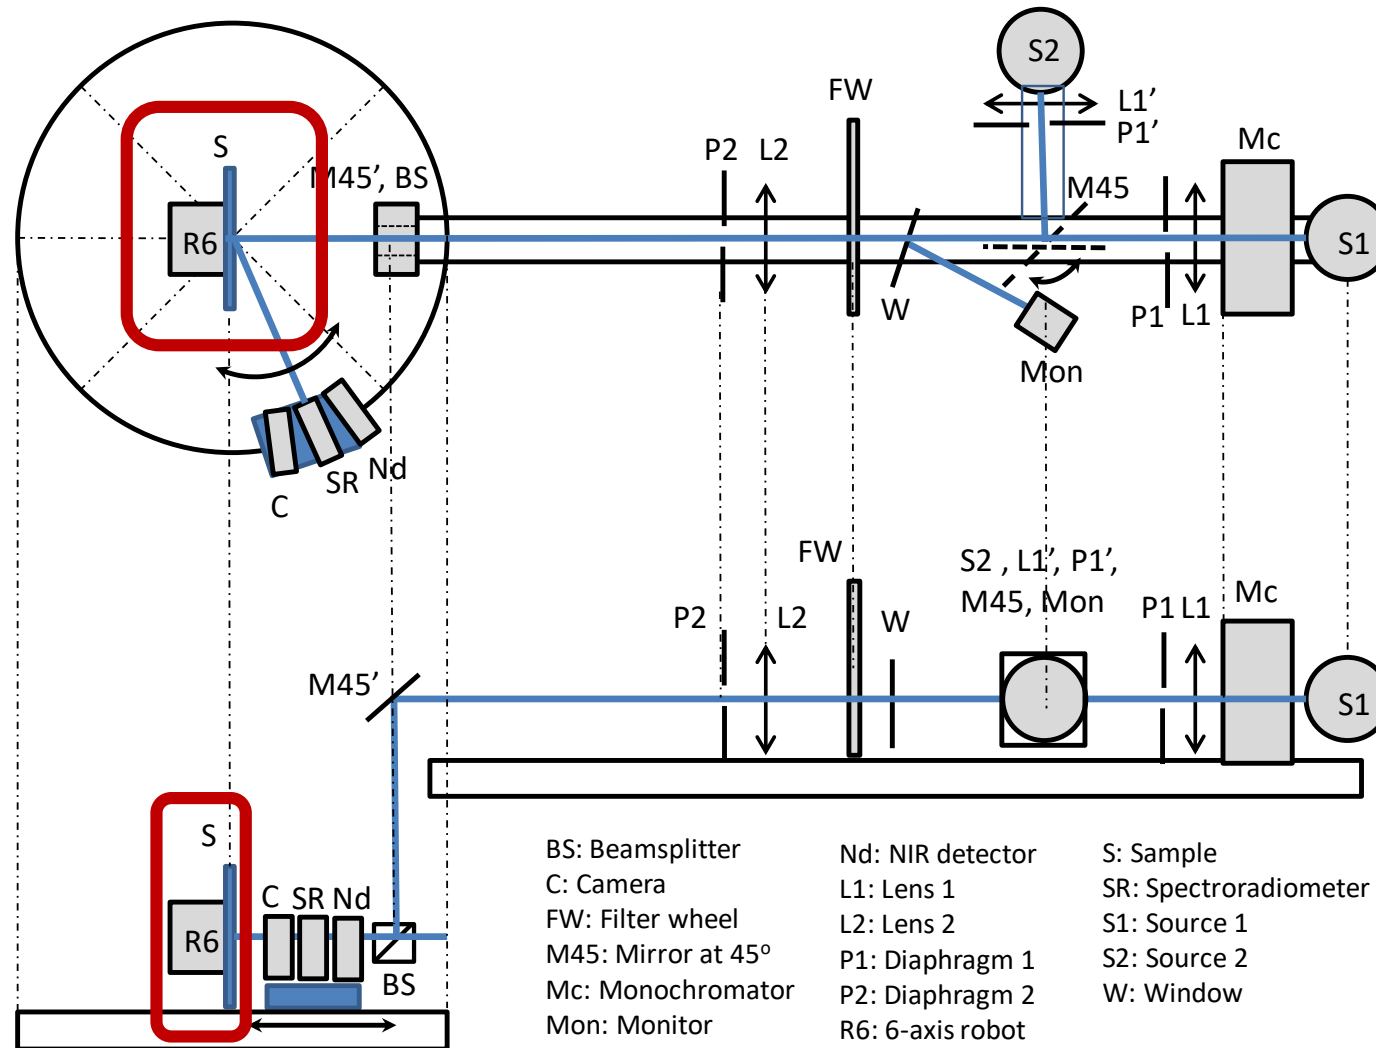 S2
FW
L1’
P1’
Mc
S
P2
L2
M45’, BS
M45
R6
S1
W
P1
L1
Mon
Nd
SR
C
FW
S2 , L1’, P1’,
M45, Mon
Mc
P2
L2
W
P1 L1
M45’
S1
S
C SR Nd
R6
BS
BS: Beamsplitter
C: Camera
FW: Filter wheel
M45: Mirror at 45º
Mc: Monochromator
Mon: Monitor
Nd: NIR detector
L1: Lens 1
L2: Lens 2
P1: Diaphragm 1
P2: Diaphragm 2
R6: 6-axis robot
S: Sample
SR: Spectroradiometer
S1: Source 1
S2: Source 2
W: Window